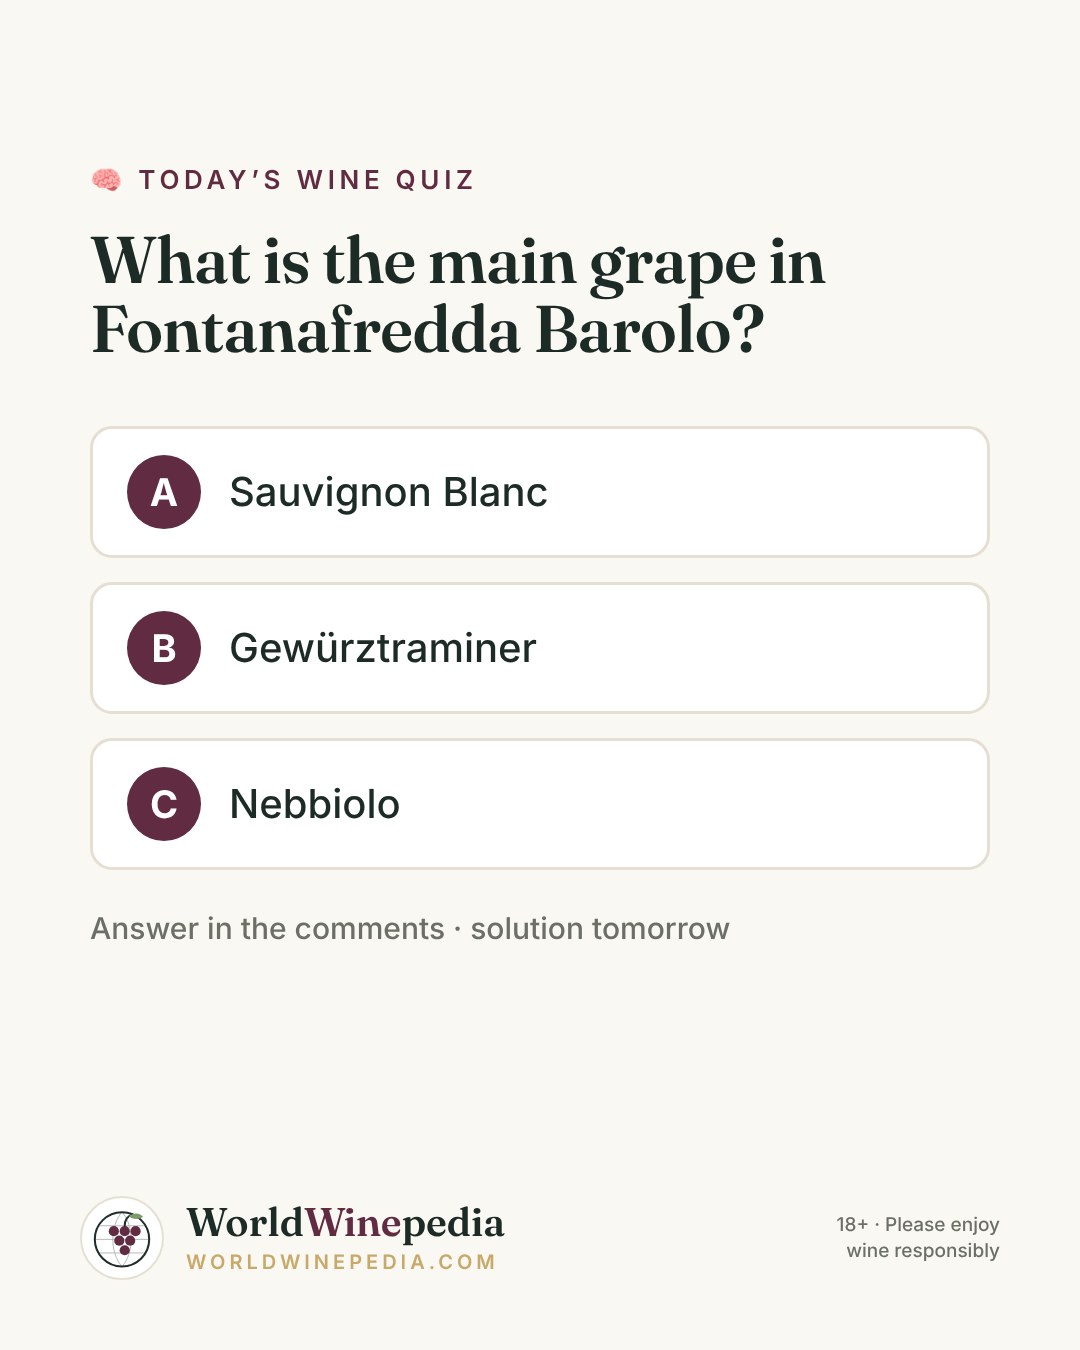 🧠 TODAY’S WINE QUIZ
What is the main grape in
Fontanafredda Barolo?
A Sauvignon Blanc
B Gewürztraminer
C Nebbiolo
Answer in the comments · solution tomorrow
WorldWinepedia
WORLDWINEPEDIA.COM
18+ · Please enjoy
wine responsibly